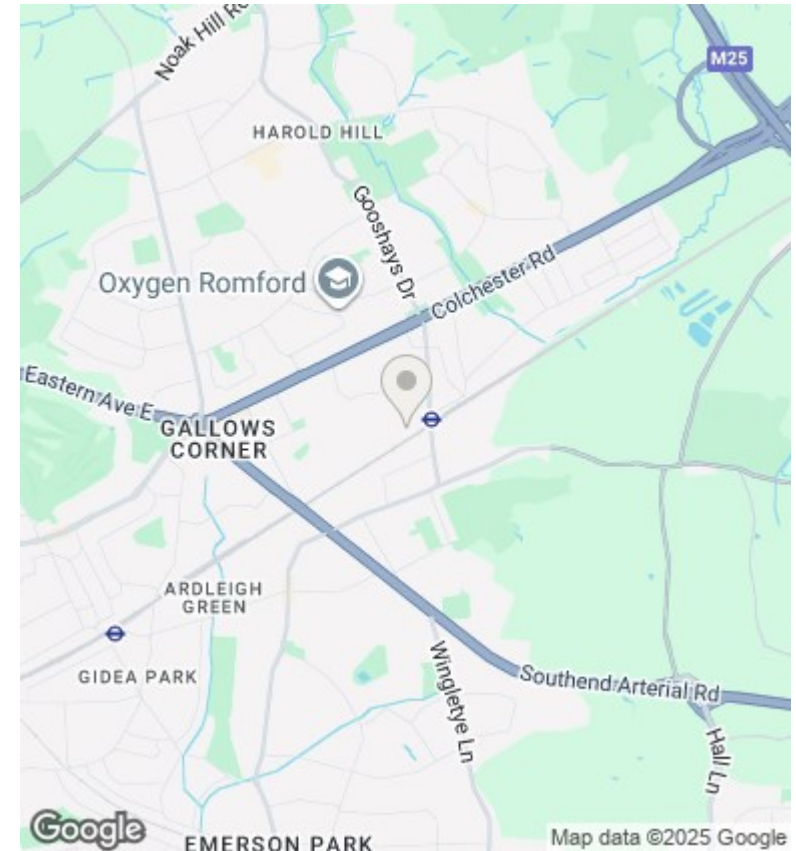 Noak Hill R
M25
HAROLD HILL
Gooshays Dr
Oxygen Romford
Colchester Rd
Eastern Ave E
GALLOWS
CORNER
ARDLEIGH
GREEN
GIDEA PARK
Wingletye Ln
Southend Arterial Rd
Hall Ln
Google
EMERSON PARK
Map data ©2025 Google